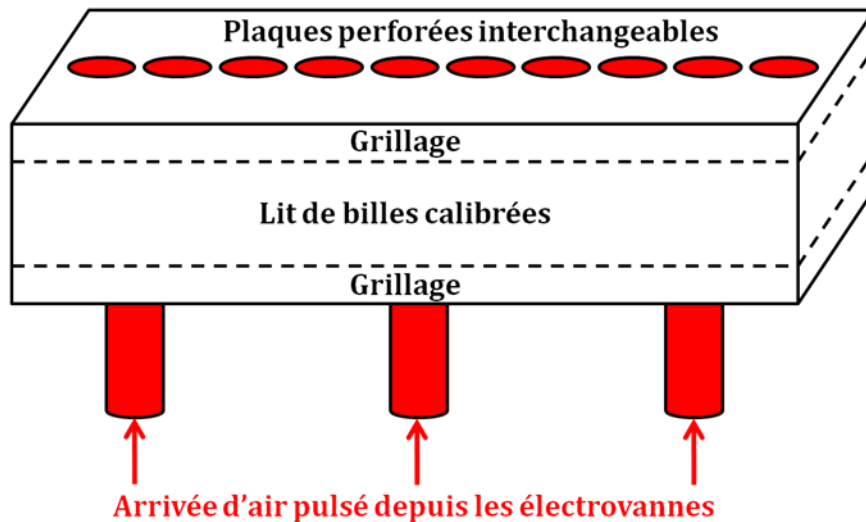 Plaques perforées interchangeables
Grillage
Lit de billes calibrées
Grillage
Arrivée d’air pulsé depuis les électrovannes